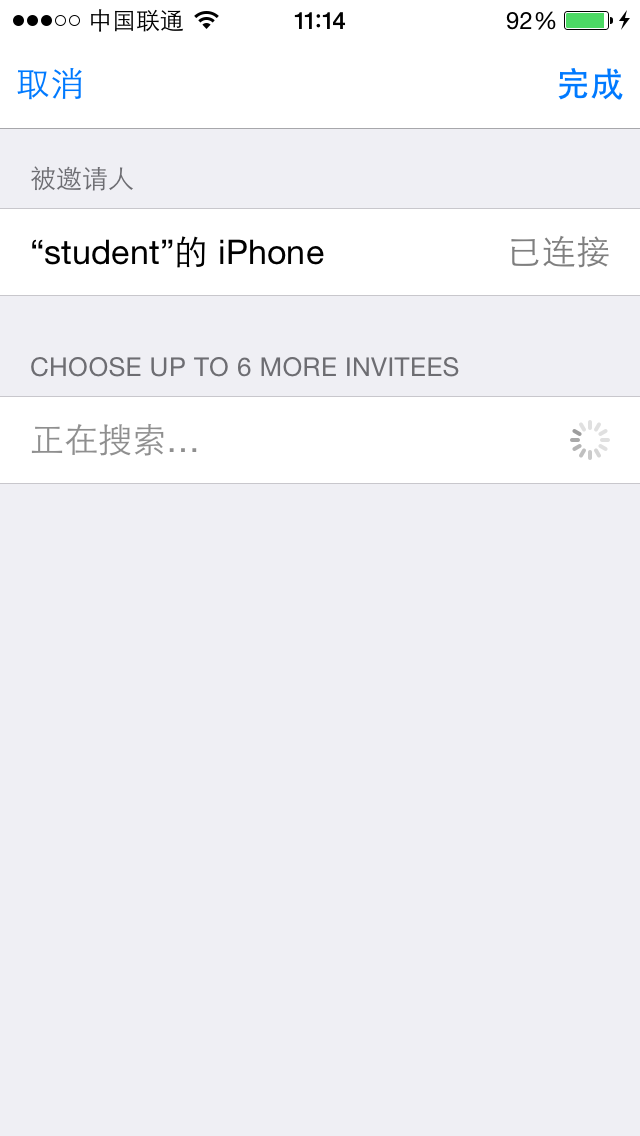 中国联通 11:14 92%
取消 完成
被邀请人
“student”的 iPhone 已连接
CHOOSE UP TO 6 MORE INVITEES
正在搜索...